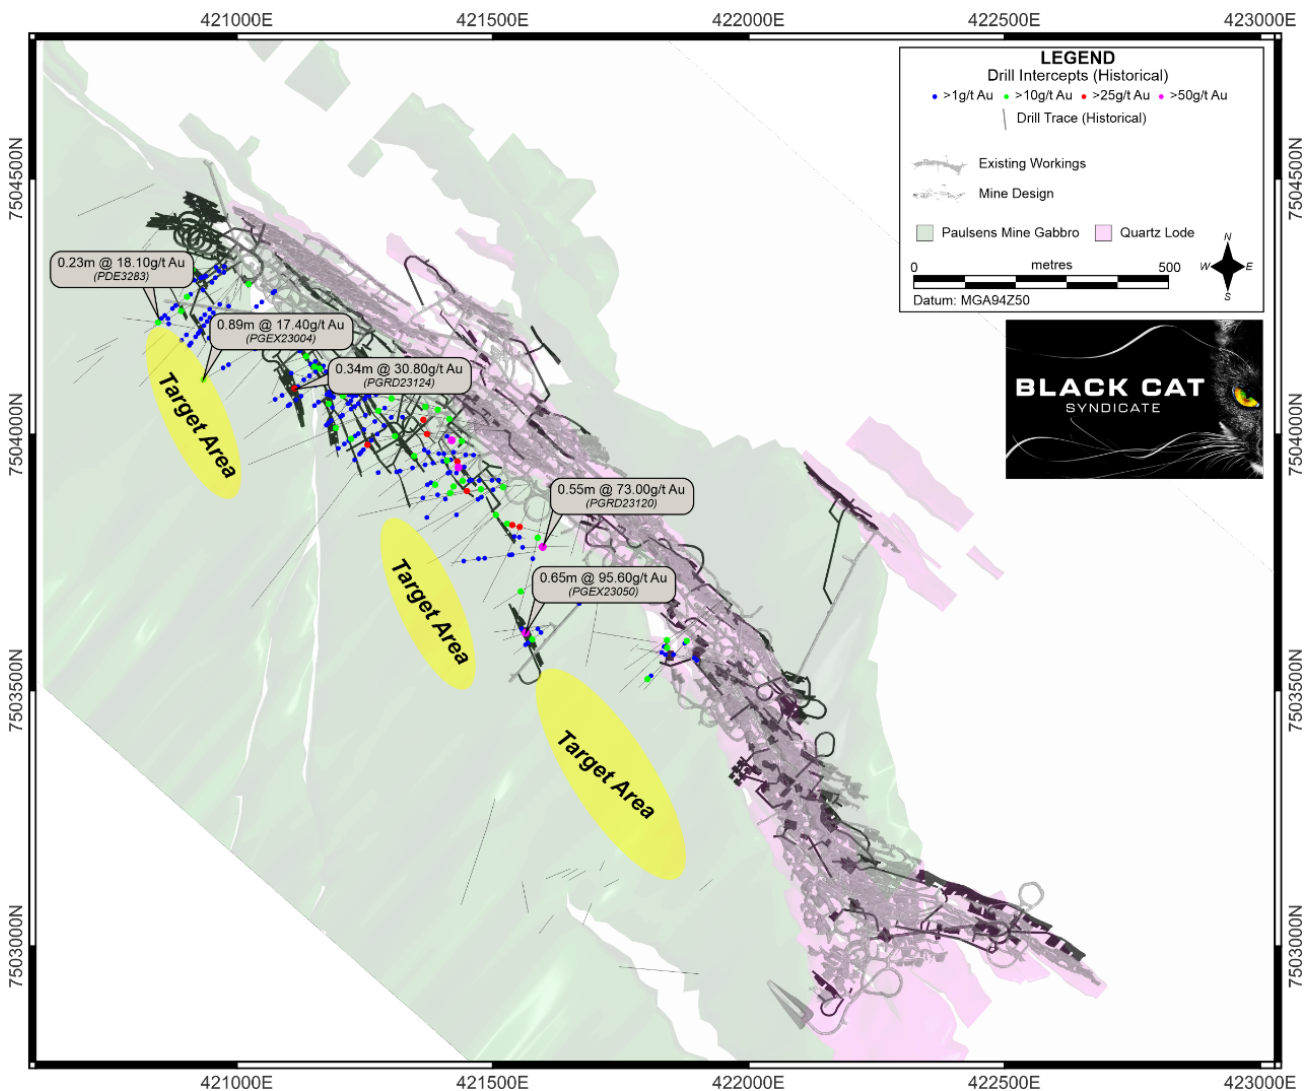 421000E 421500E 422000E 422500E 423000E
7504500N
7504000N
7503500N
7503000N
LEGEND
Drill Intercepts (Historical)
>1g/t Au >10g/t Au >25g/t Au >50g/t Au
Drill Trace (Historical)
Existing Workings
Mine Design
Paulsens Mine Gabbro Quartz Lode
0 metres 500
Datum: MGA94Z50
N
W E
S
BLACK CAT
SYNDICATE
0.23m @ 18.10g/t Au
(PDE3283)
0.89m @ 17.40g/t Au
(PGEX23004)
0.34m @ 30.80g/t Au
(PGRD23124)
0.55m @ 73.00g/t Au
(PGRD23120)
0.65m @ 95.60g/t Au
(PGEX23050)
Target Area
Target Area
Target Area
7504500N
7504000N
7503500N
7503000N
421000E 421500E 422000E 422500E 423000E